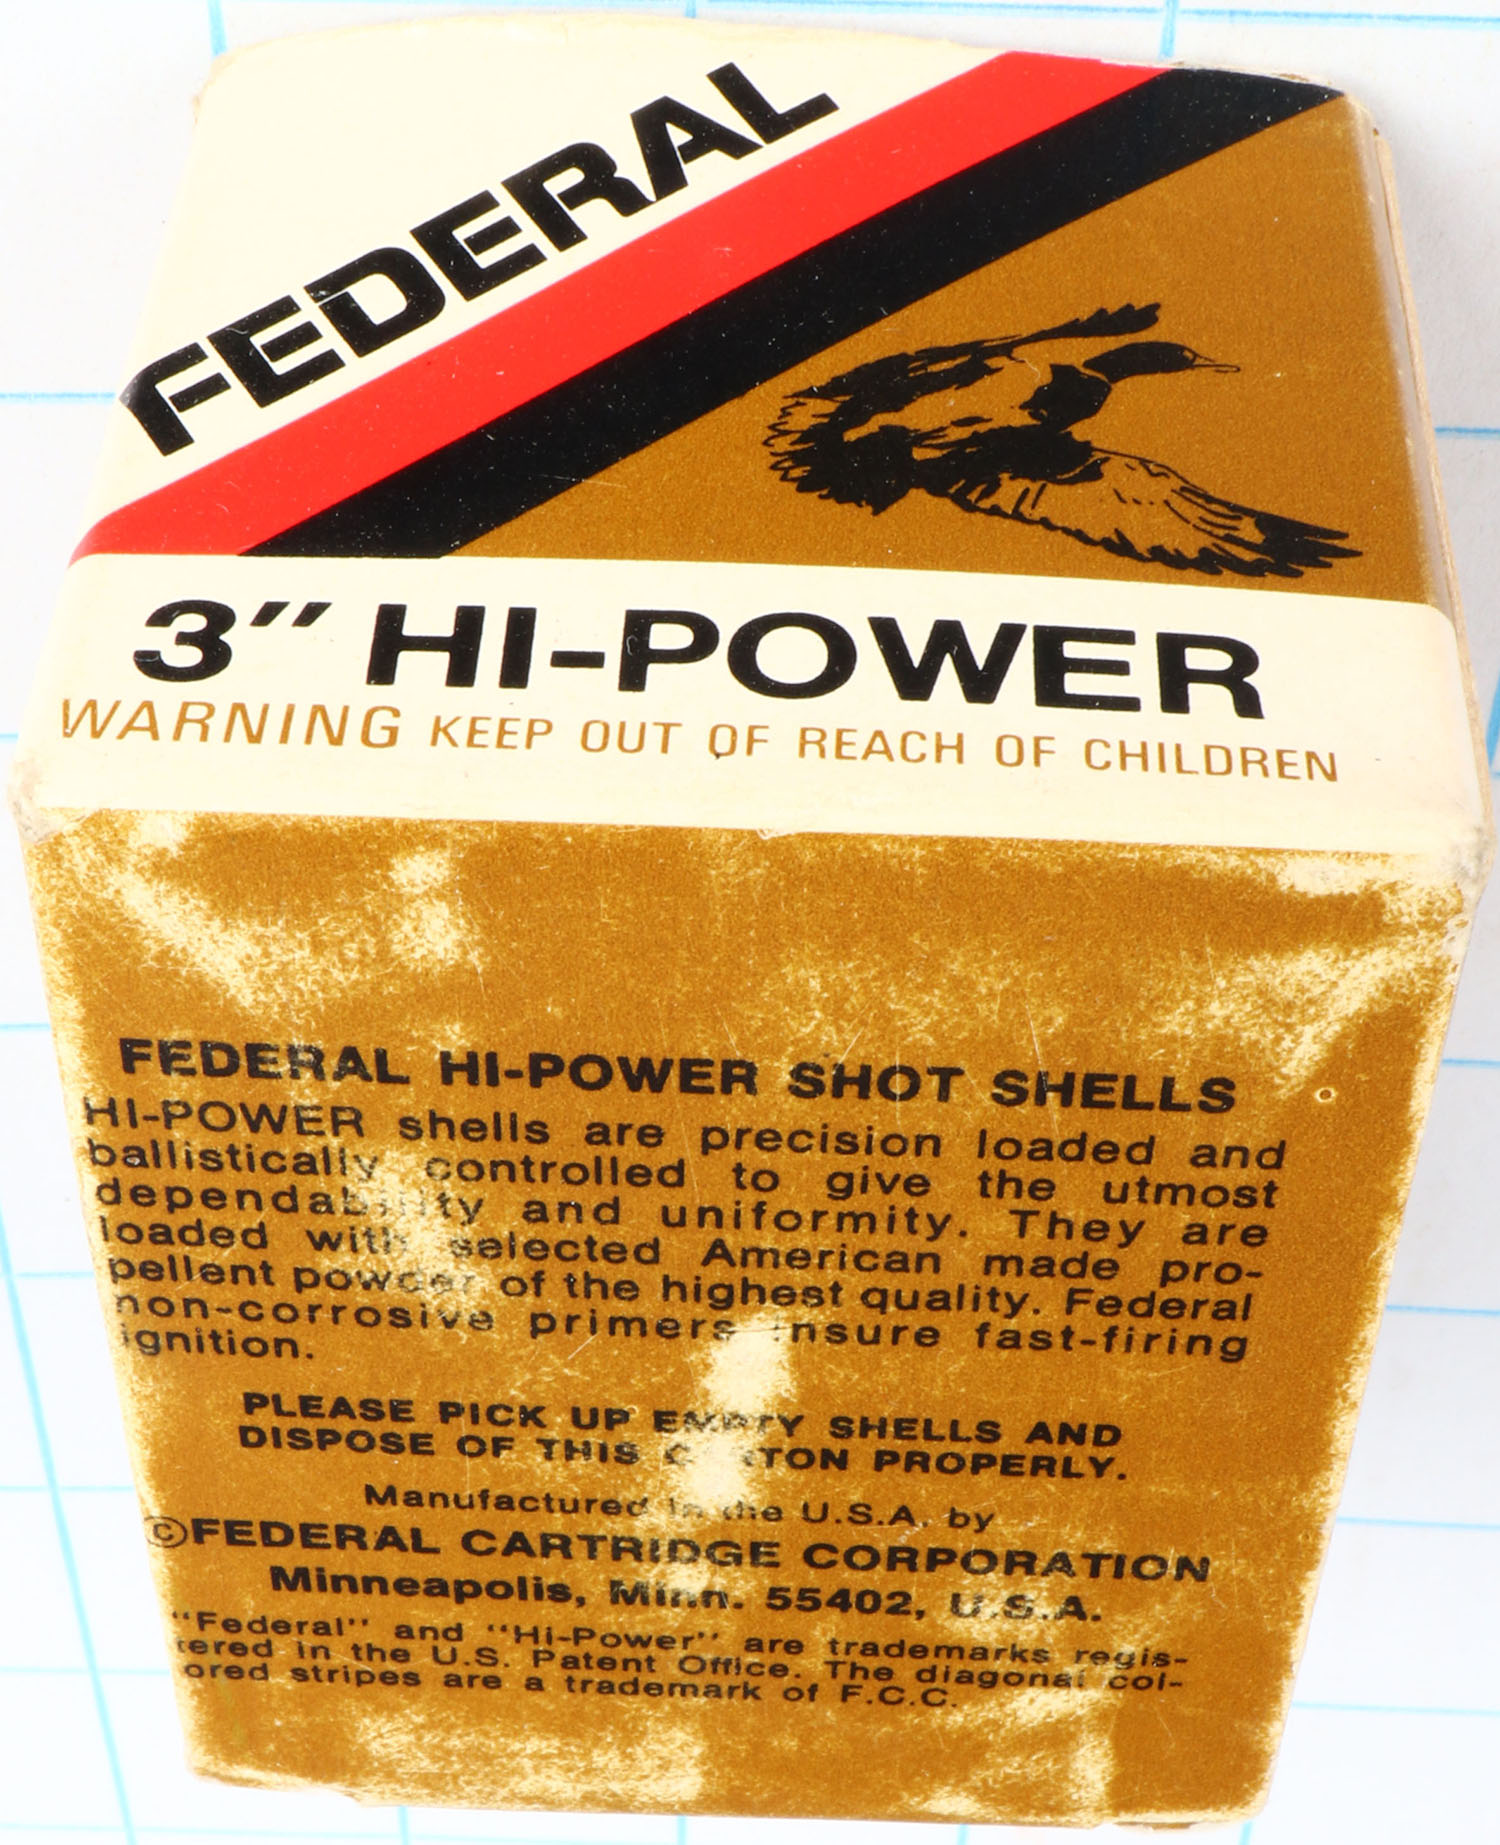 FEDERAL
3" HI-POWER
WARNING KEEP OUT OF REACH OF CHILDREN
FEDERAL HI-POWER SHOT SHELLS
HI-POWER shells are precision loaded and
ballistically controlled to give the utmost
dependability and uniformity. They are
loaded with selected American made pro-
pellent powder of the highest quality. Federal
non-corrosive primers insure fast-firing
ignition.
PLEASE PICK UP EMPTY SHELLS AND
DISPOSE OF THIS CARTON PROPERLY.
Manufactured in the U.S.A. by
©FEDERAL CARTRIDGE CORPORATION
Minneapolis, Minn. 55402, U.S.A.
"Federal" and "Hi-Power" are trademarks regis-
tered in the U.S. Patent Office. The diagonal col-
ored stripes are a trademark of F.C.C.